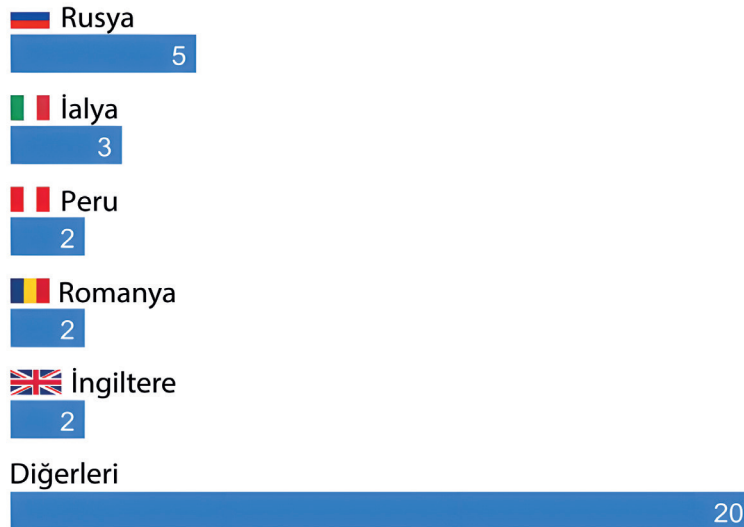 Rusya
5
İalya
3
Peru
2
Romanya
2
İngiltere
2
Diğerleri
20